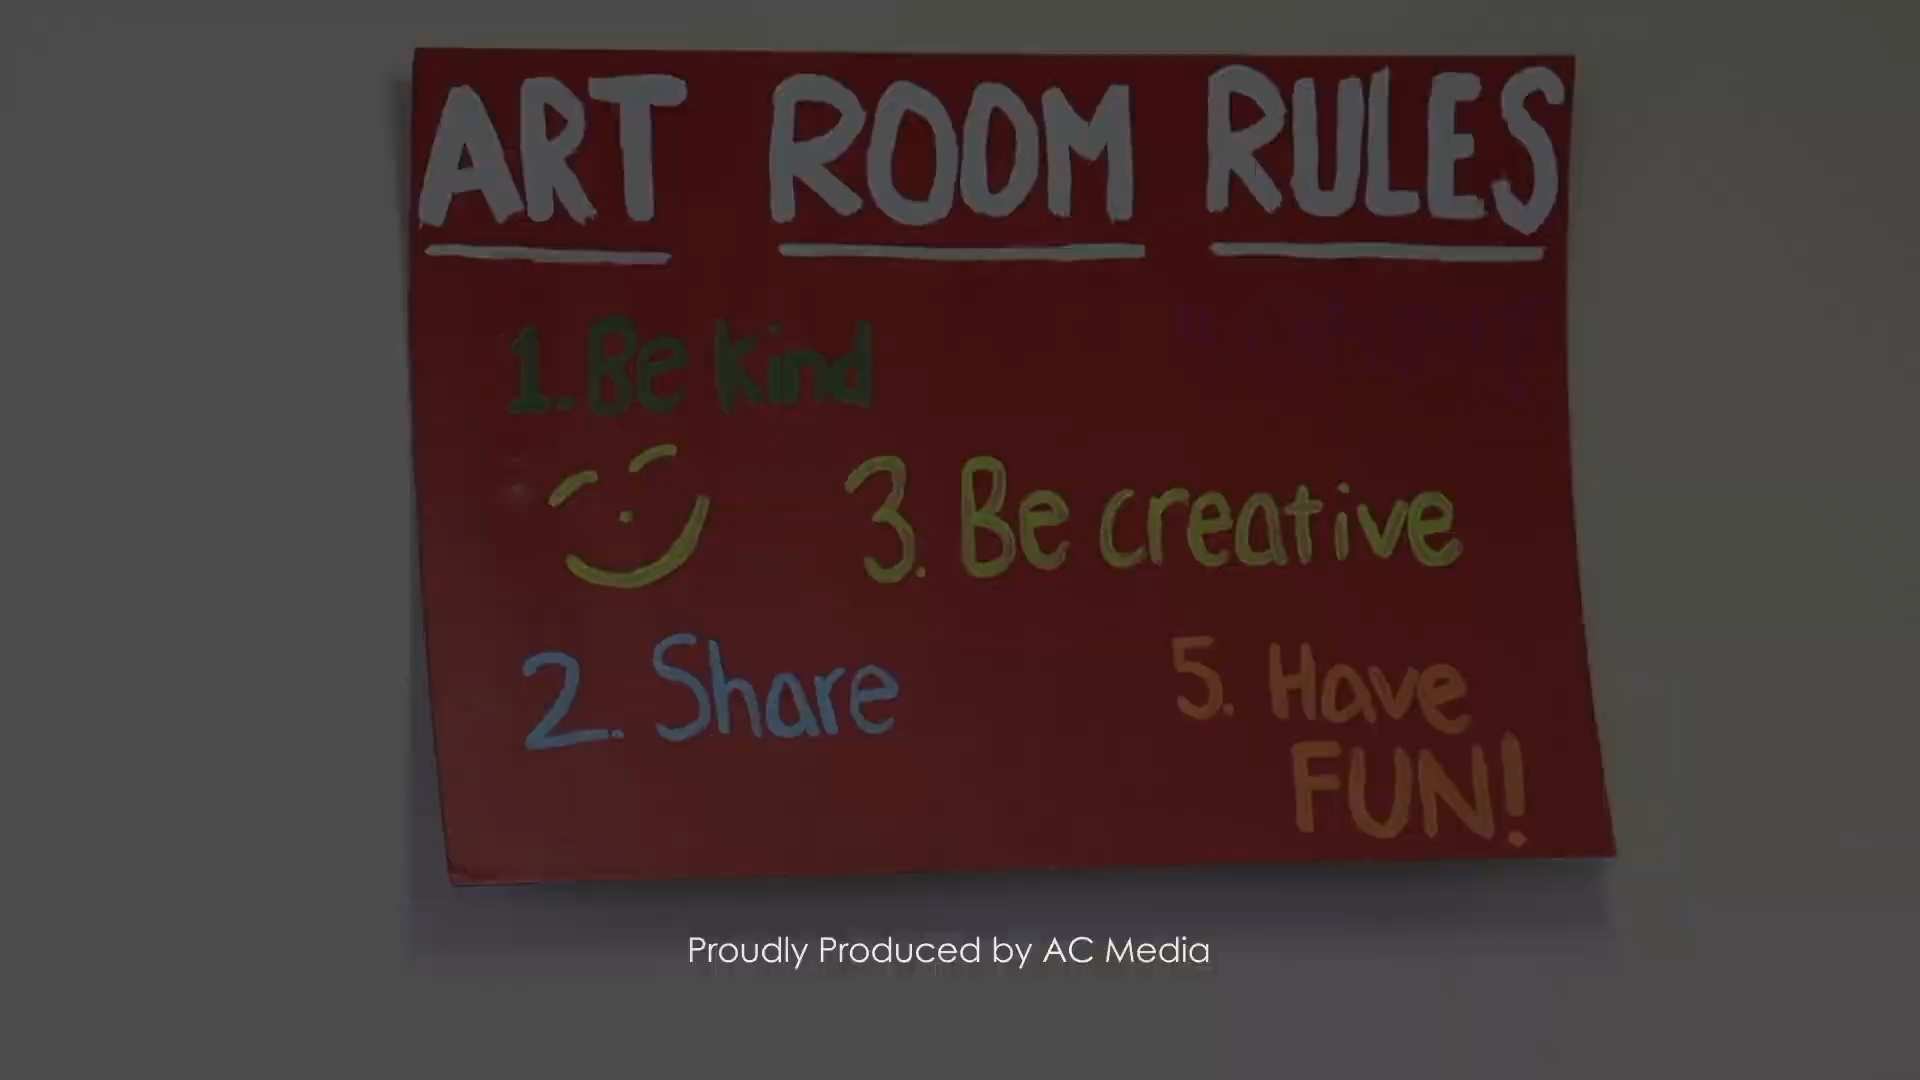 ART ROOM RULES
1. Be kind
3. Be creative
2. Share
5. Have
FUN!
Proudly Produced by AC Media